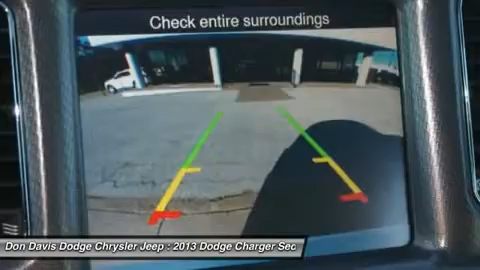 Check entire surroundings
Don Davis Dodge Chrysler Jeep : 2013 Dodge Charger Sec